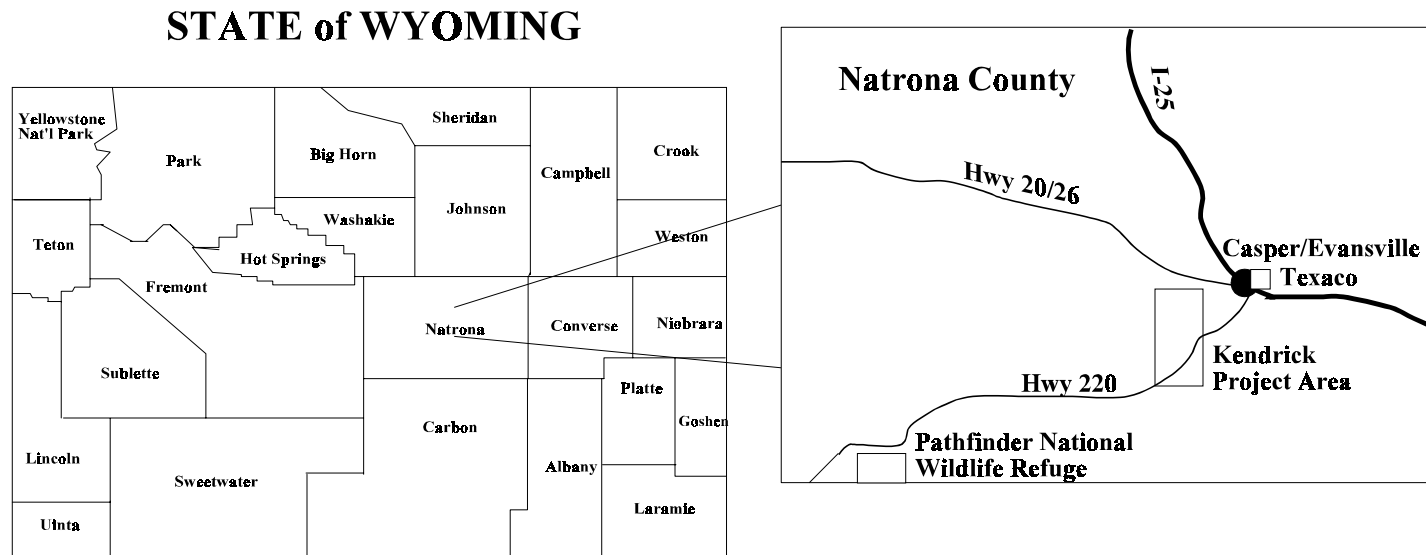 STATE of WYOMING
Yellowstone
Nat'l Park
Park
Big Horn
Sheridan
Campbell
Crook
Johnson
Washakie
Teton
Hot Springs
Weston
Fremont
Natrona
Converse
Niobrara
Sublette
Platte
Goshen
Carbon
Lincoln
Sweetwater
Albany
Laramie
Uinta
Natrona County
I-25
Hwy 20/26
Casper/Evansville
Texaco
Kendrick
Project Area
Hwy 220
Pathfinder National
Wildlife Refuge